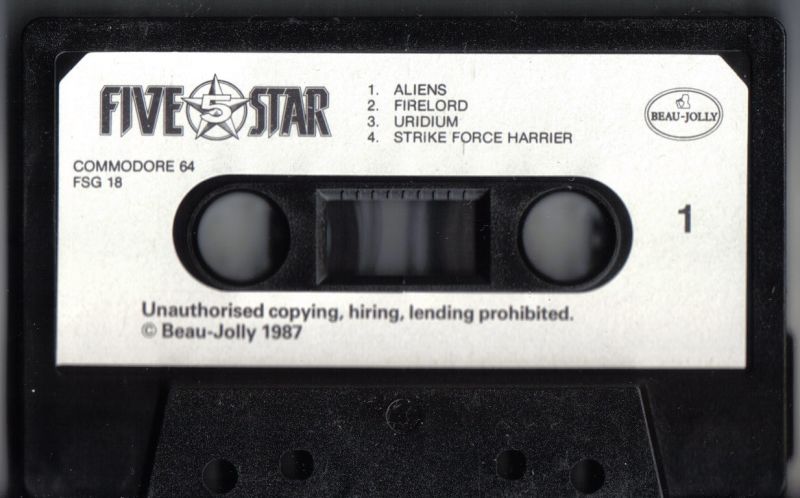 FIVE 5 STAR
1. ALIENS
2. FIRELORD
3. URIDIUM
4. STRIKE FORCE HARRIER
BEAU-JOLLY
COMMODORE 64
FSG 18
1
Unauthorised copying, hiring, lending prohibited.
© Beau-Jolly 1987